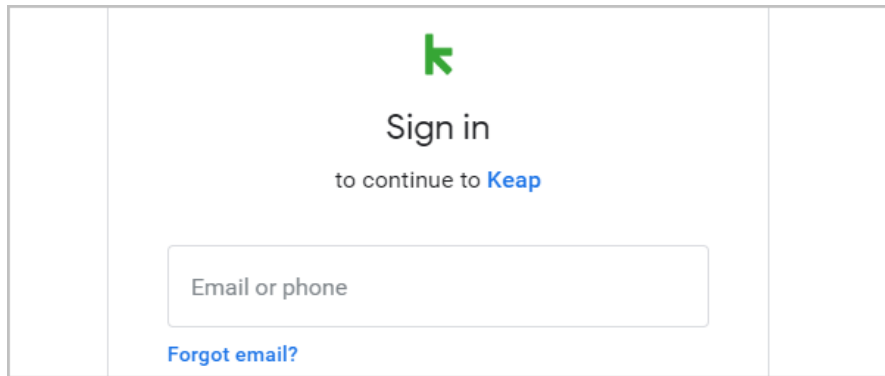 Sign in
to continue to Keap
Email or phone
Forgot email?